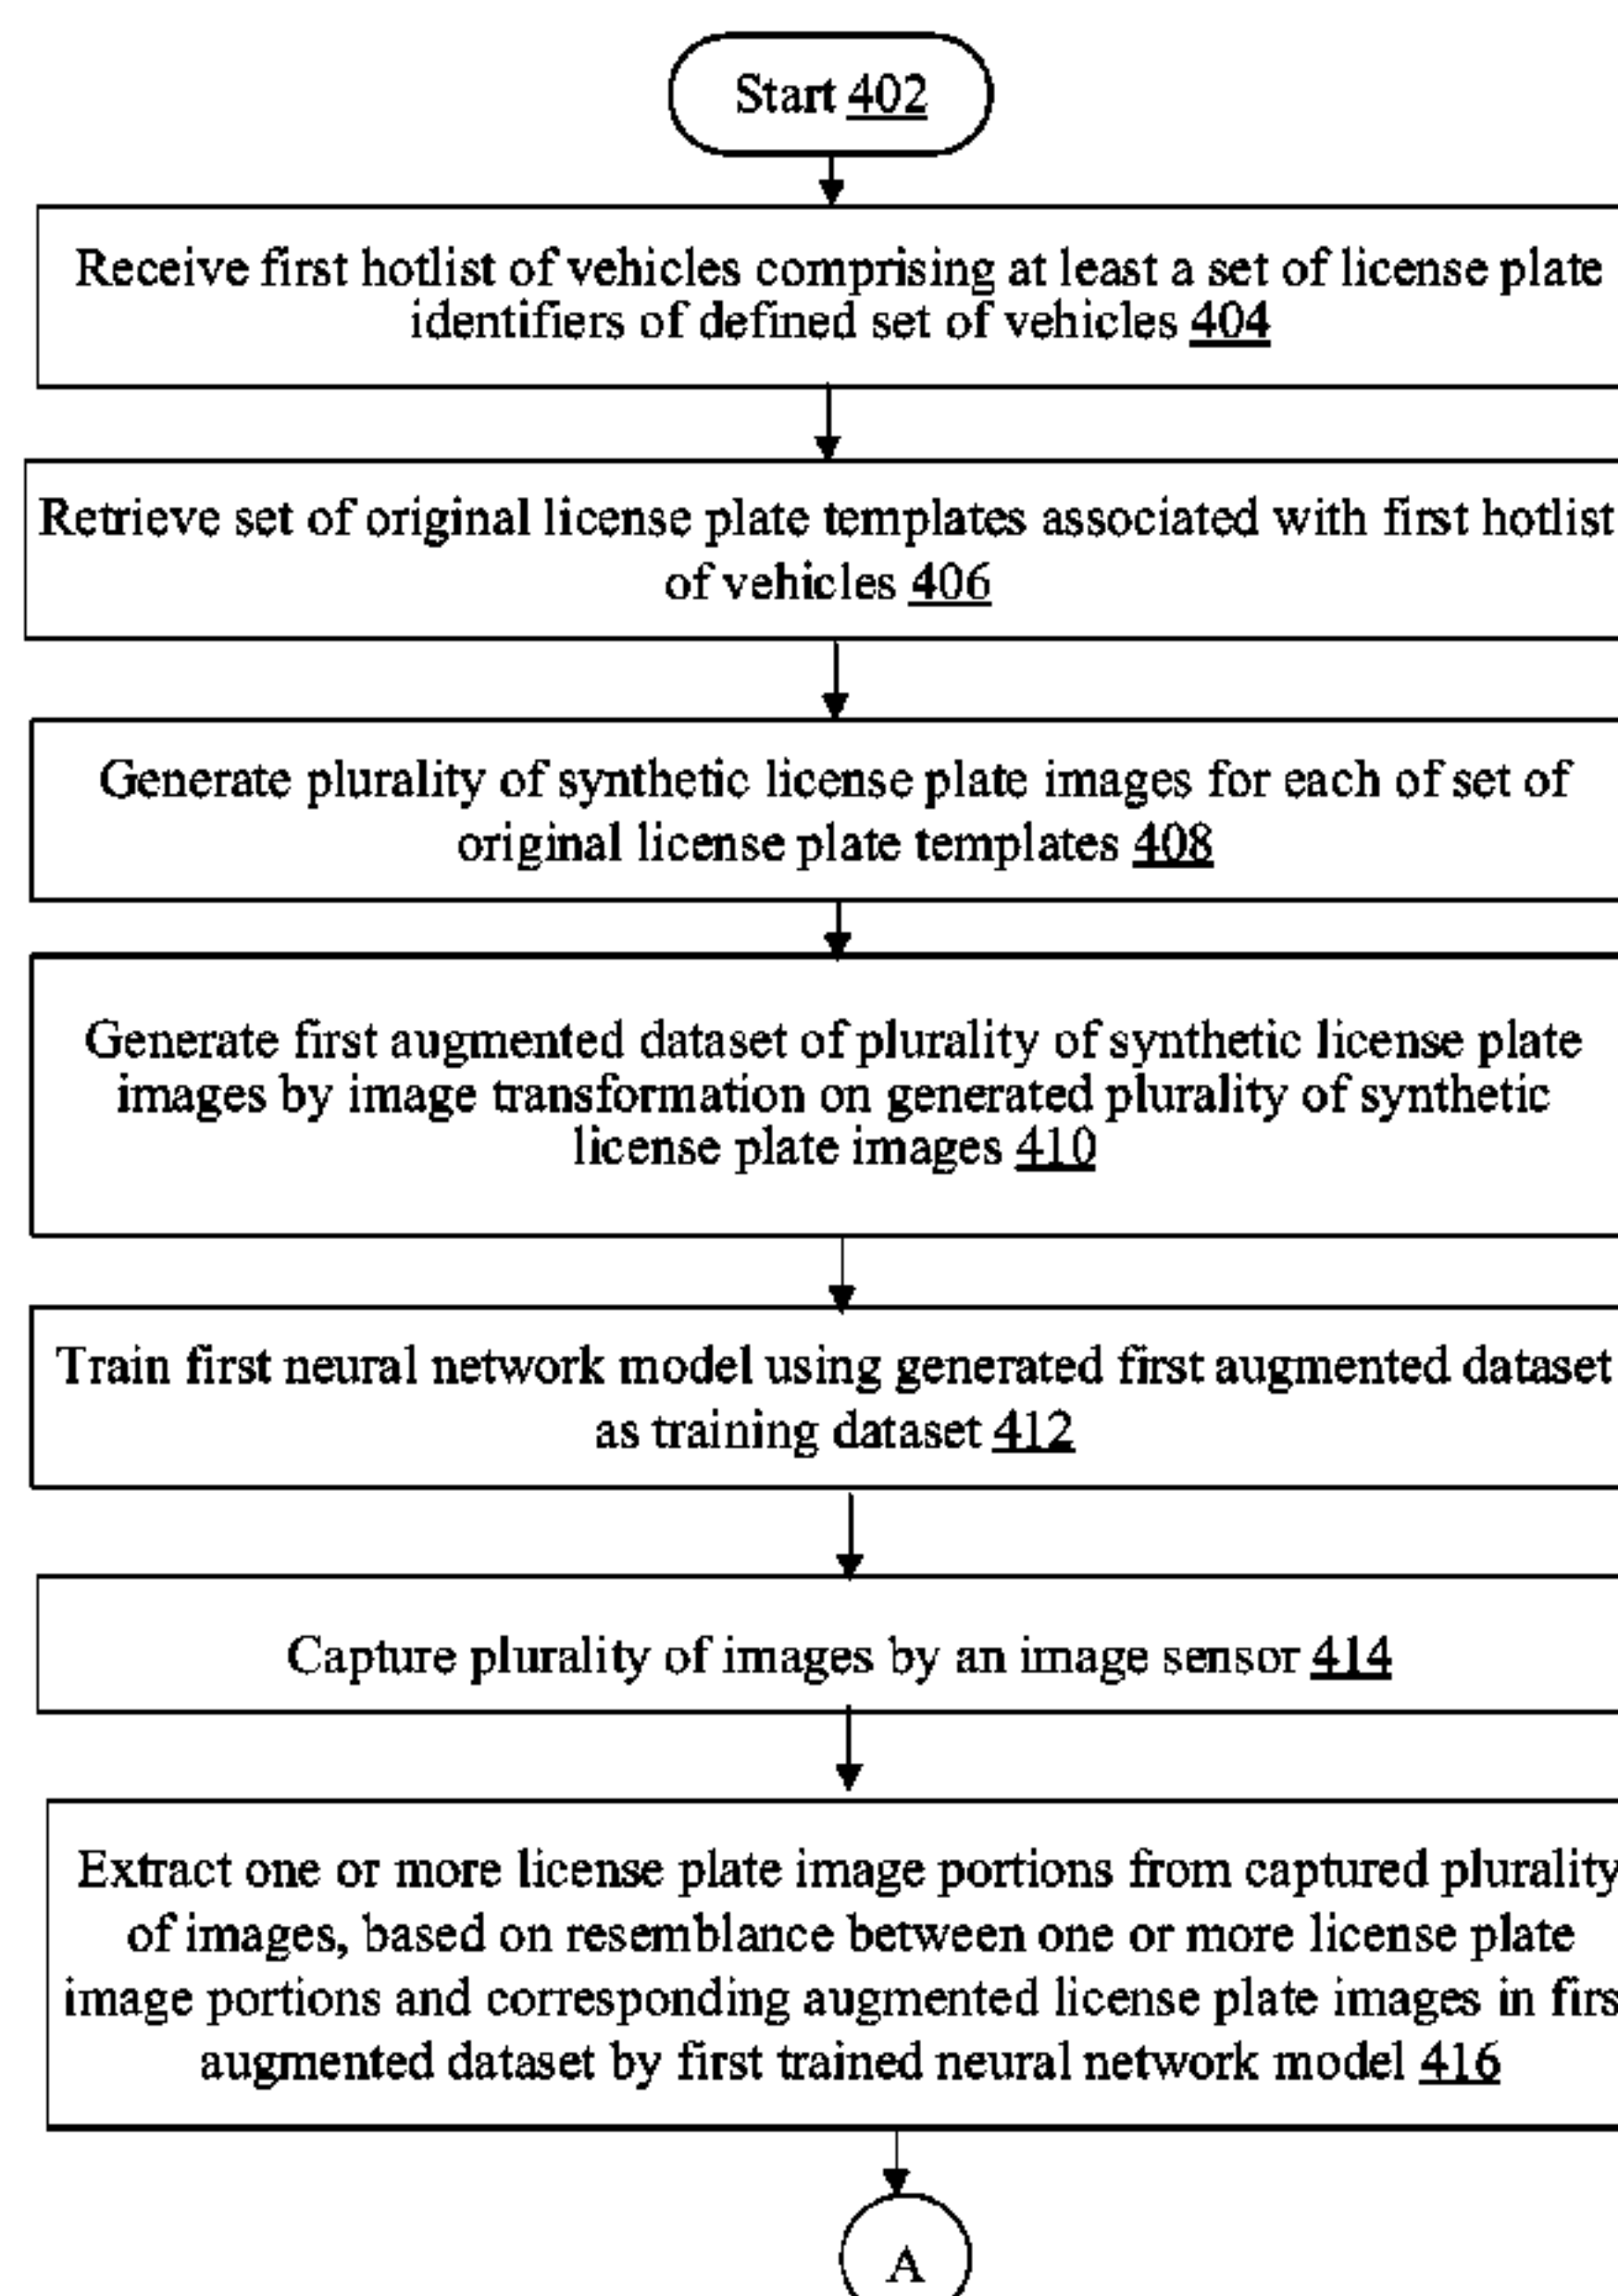 Start 402
Receive first hotlist of vehicles comprising at least a set of license plate
identifiers of defined set of vehicles 404
Retrieve set of original license plate templates associated with first hotlist
of vehicles 406
Generate plurality of synthetic license plate images for each of set of
original license plate templates 408
Generate first augmented dataset of plurality of synthetic license plate
images by image transformation on generated plurality of synthetic
license plate images 410
Train first neural network model using generated first augmented dataset
as training dataset 412
Capture plurality of images by an image sensor 414
Extract one or more license plate image portions from captured plurality
of images, based on resemblance between one or more license plate
image portions and corresponding augmented license plate images in firs
augmented dataset by first trained neural network model 416
A